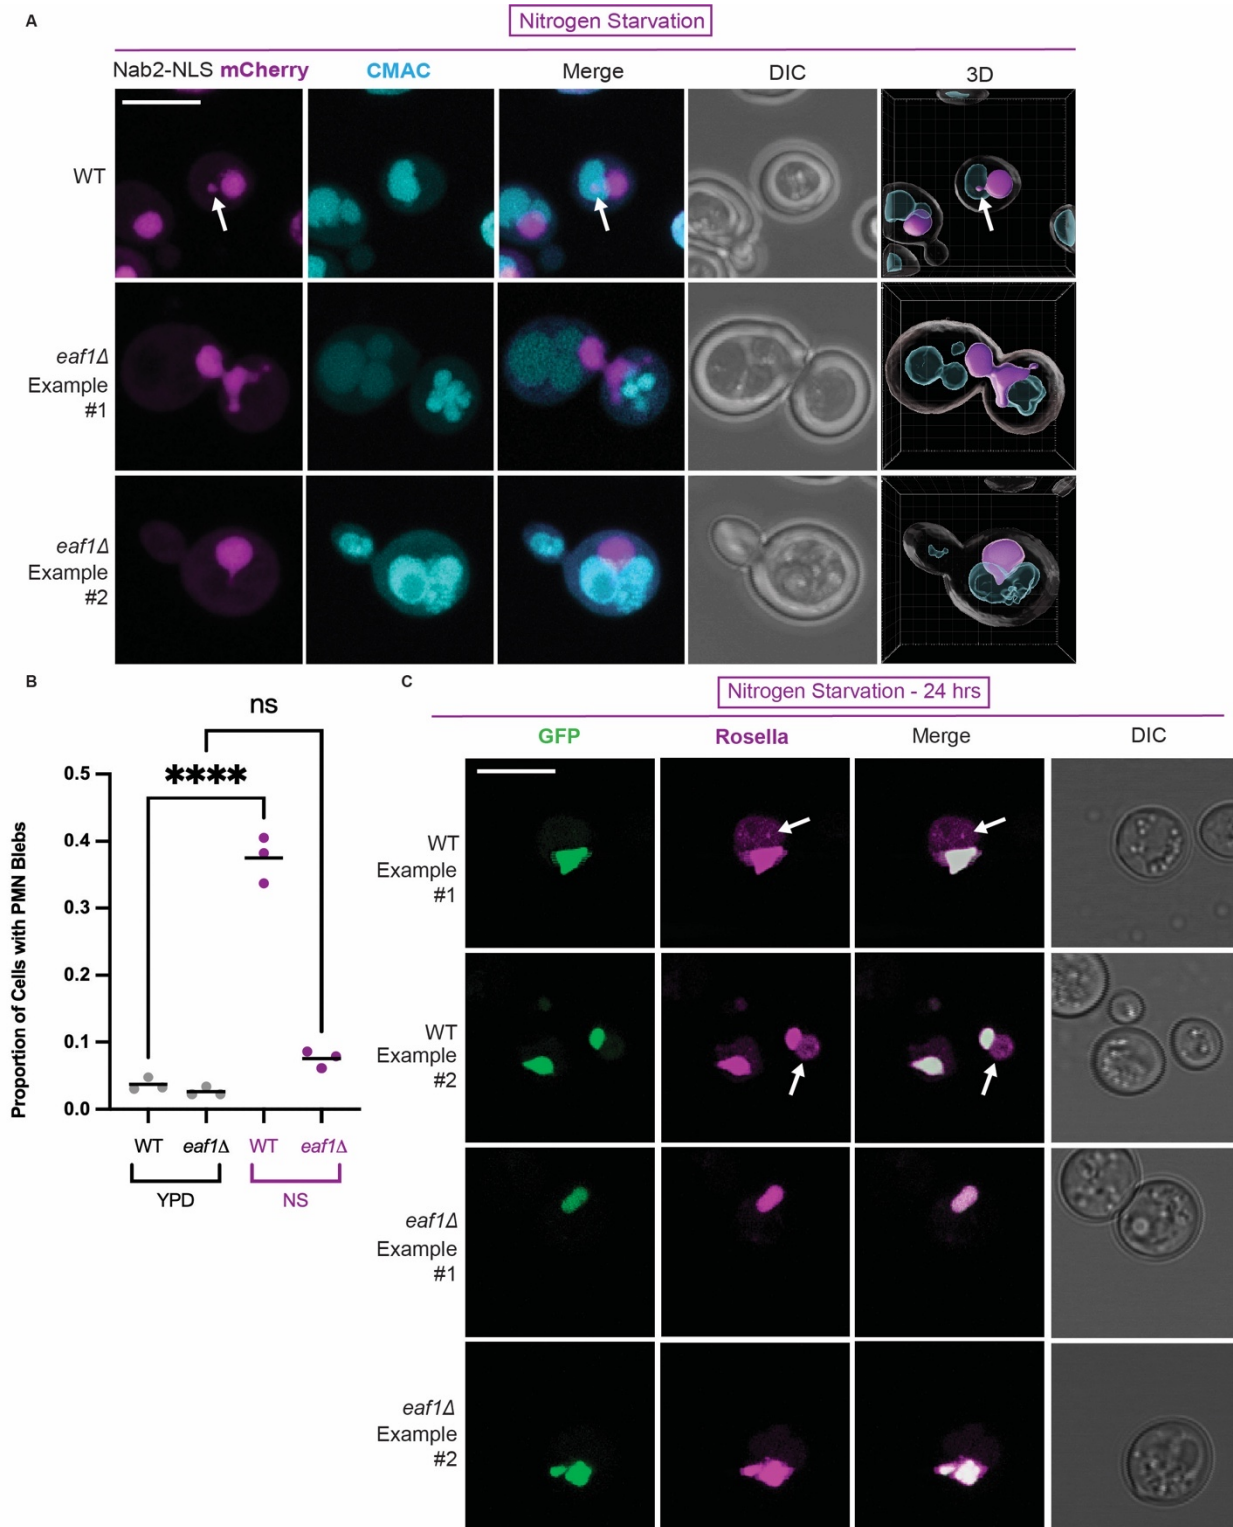 A
Nitrogen Starvation
Nab2-NLS mCherry CMAC Merge DIC 3D
WT
eaf1Δ
Example
#1
eaf1Δ
Example
#2
B
ns
****
0.5
0.4
0.3
0.2
0.1
0.0
Proportion of Cells with PMN Blebs
WT eaf1Δ WT eaf1Δ
YPD NS
C
Nitrogen Starvation - 24 hrs
GFP Rosella Merge DIC
WT
Example
#1
WT
Example
#2
eaf1Δ
Example
#1
eaf1Δ
Example
#2